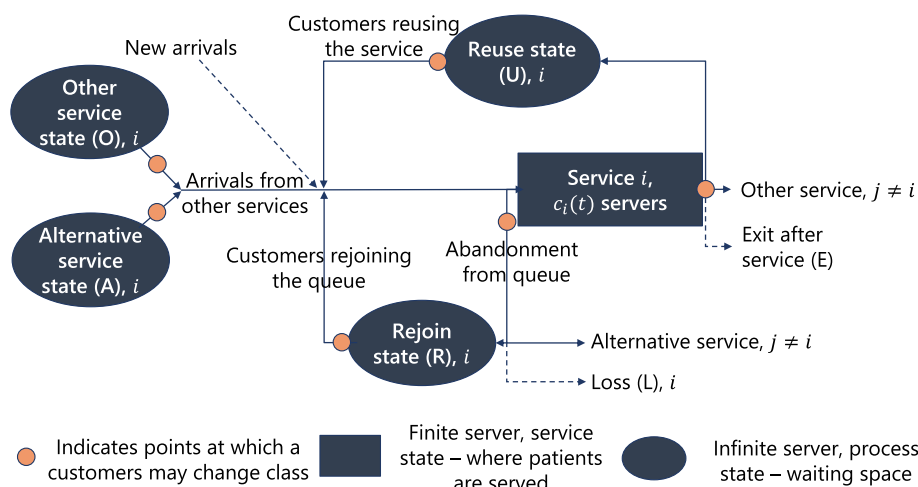 New arrivals
Customers reusing
the service
Reuse state
(U), i
Other
service
state (O), i
Arrivals from
other services
Service i,
c_i(t) servers
Other service, j ≠ i
Exit after
service (E)
Alternative
service
state (A), i
Customers rejoining
the queue
Abandonment
from queue
Rejoin
state (R), i
Alternative service, j ≠ i
Loss (L), i
Indicates points at which a
customers may change class
Finite server, service
state – where patients
are served
Infinite server, process
state – waiting space